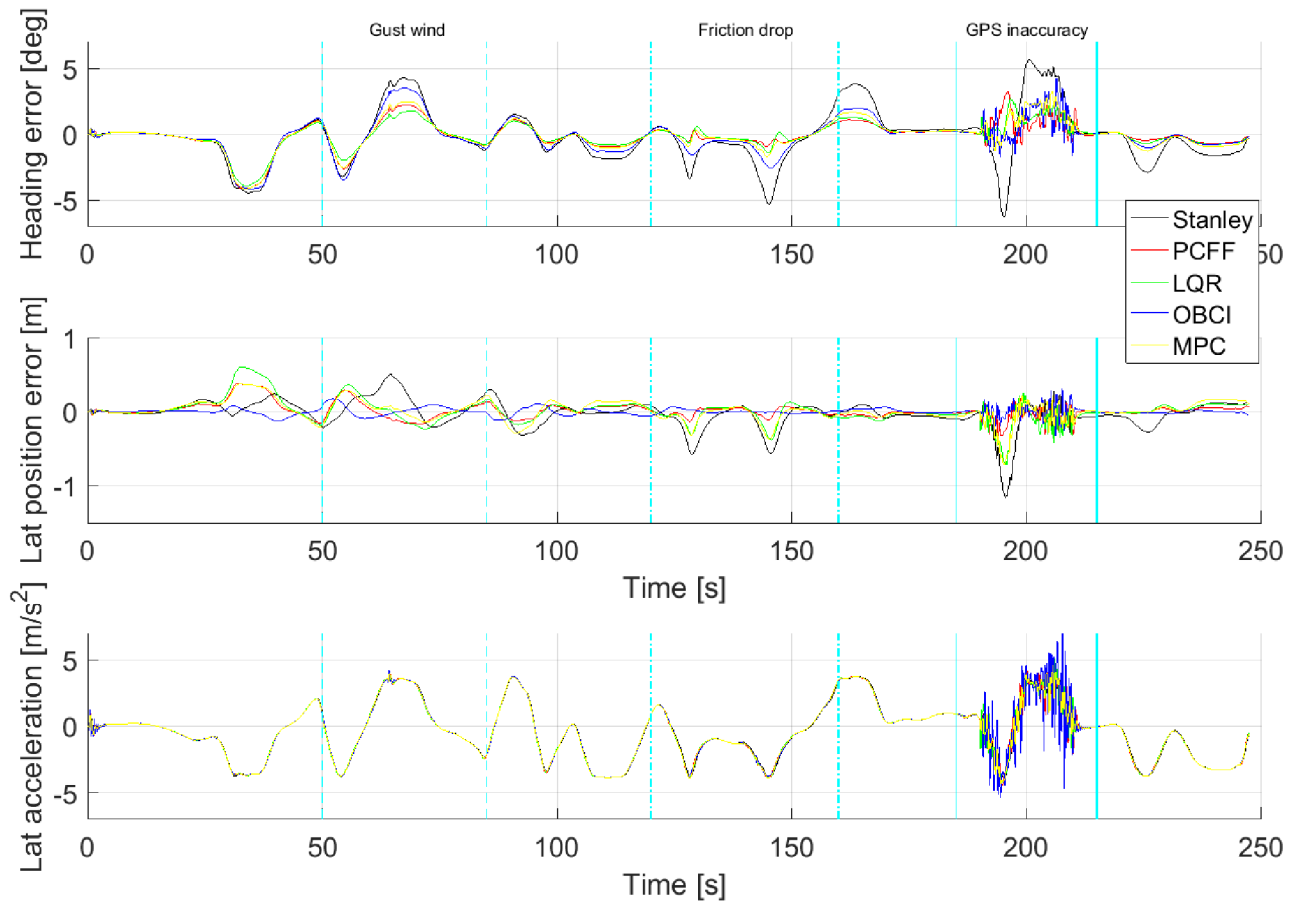 Gust wind Friction drop GPS inaccuracy
Heading error [deg]
5
0
-5
0 50 100 150 200 250
Stanley
PCFF
LQR
OBCI
MPC
Lat position error [m]
1
0
-1
0 50 100 150 200 250
Time [s]
Lat acceleration [m/s²]
5
0
-5
0 50 100 150 200 250
Time [s]